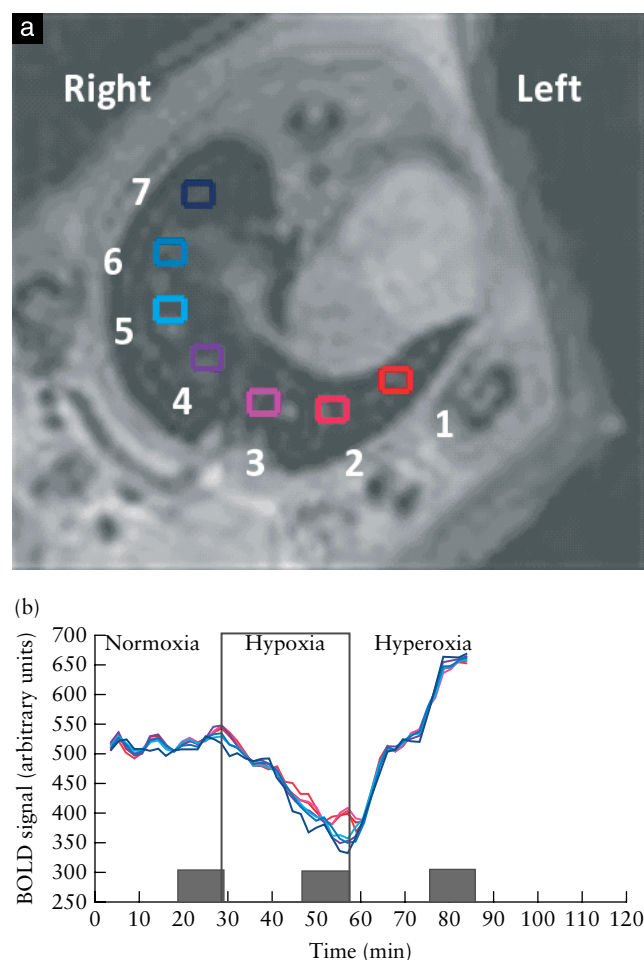 a
Right
Left
7
6
5
4
3
2
1
(b)
BOLD signal (arbitrary units)
700
650
600
550
500
450
400
350
300
250
Normoxia
Hypoxia
Hyperoxia
0 10 20 30 40 50 60 70 80 90 100 110 120
Time (min)